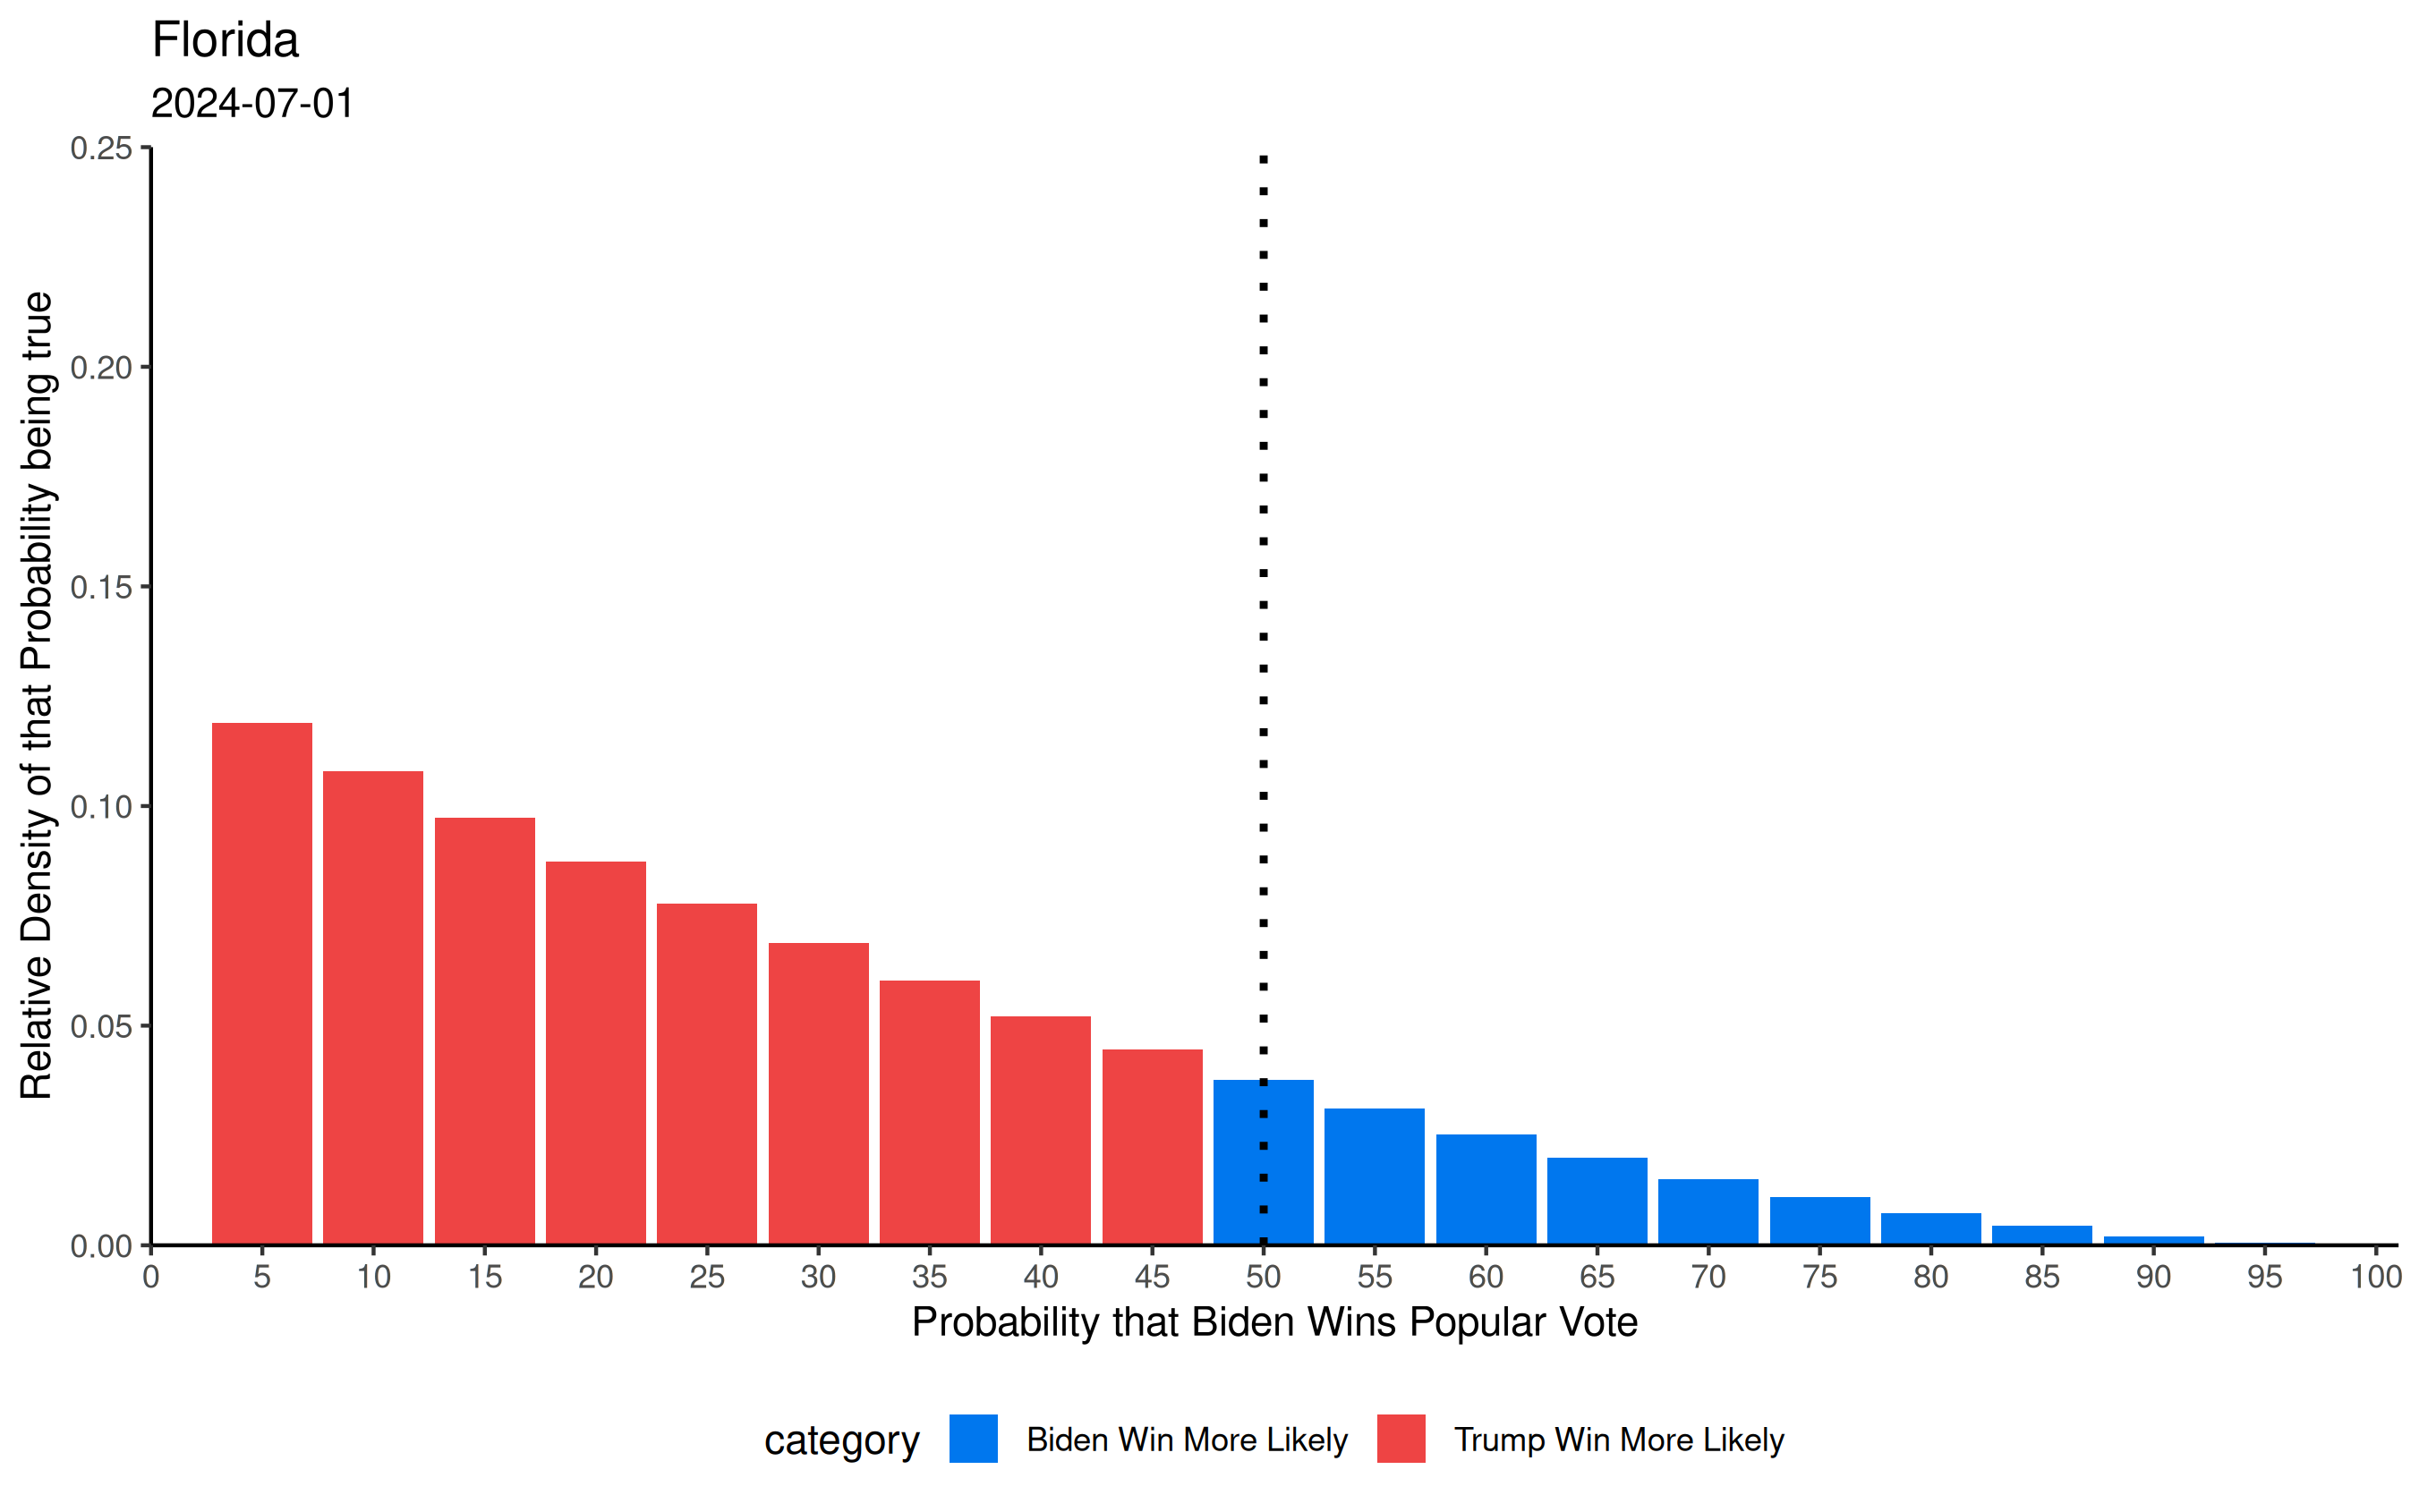 Florida
2024-07-01
Relative Density of that Probability being true
0.25
0.20
0.15
0.10
0.05
0.00
0 5 10 15 20 25 30 35 40 45 50 55 60 65 70 75 80 85 90 95 100
Probability that Biden Wins Popular Vote
category Biden Win More Likely Trump Win More Likely